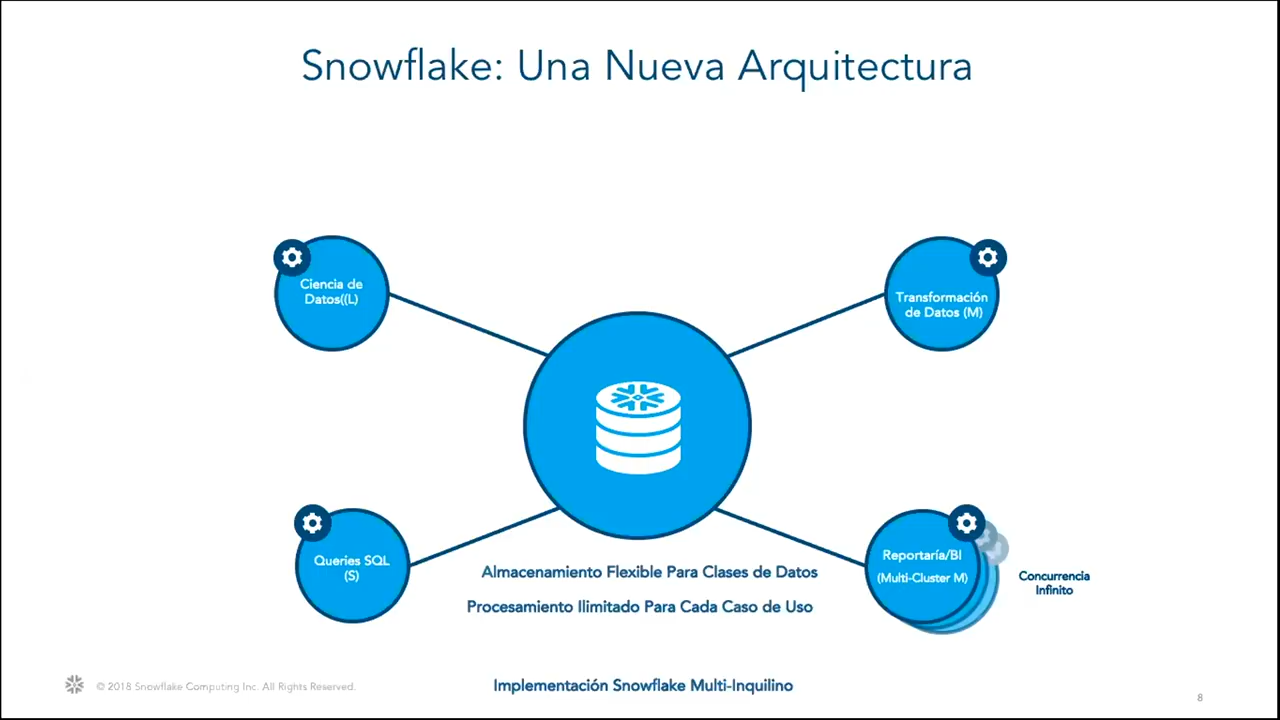 Snowflake: Una Nueva Arquitectura
Ciencia de
Datos((L)
Transformación
de Datos (M)
Queries SQL
(S)
Reportaría/BI
(Multi-Cluster M)
Concurrencia
Infinito
Almacenamiento Flexible Para Clases de Datos
Procesamiento Ilimitado Para Cada Caso de Uso
© 2018 Snowflake Computing Inc. All Rights Reserved.
Implementación Snowflake Multi-Inquilino
8